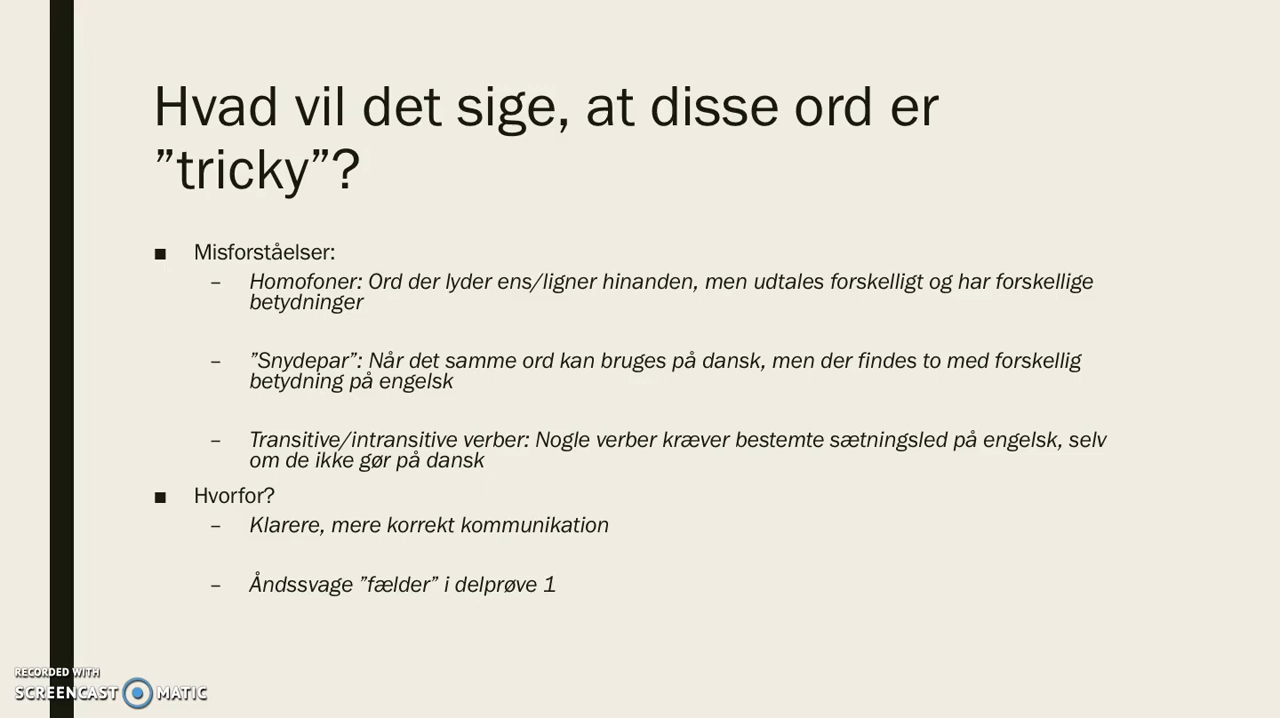 Hvad vil det sige, at disse ord er
”tricky”?
■ Misforståelser:
– Homofoner: Ord der lyder ens/ligner hinanden, men udtales forskelligt og har forskellige
betydninger
– ”Snydepar”: Når det samme ord kan bruges på dansk, men der findes to med forskellig
betydning på engelsk
– Transitive/intransitive verber: Nogle verber kræver bestemte sætningsled på engelsk, selv
om de ikke gør på dansk
■ Hvorfor?
– Klarere, mere korrekt kommunikation
– Åndssvage ”fælder” i delprøve 1
RECORDED WITH
SCREENCAST MATIC